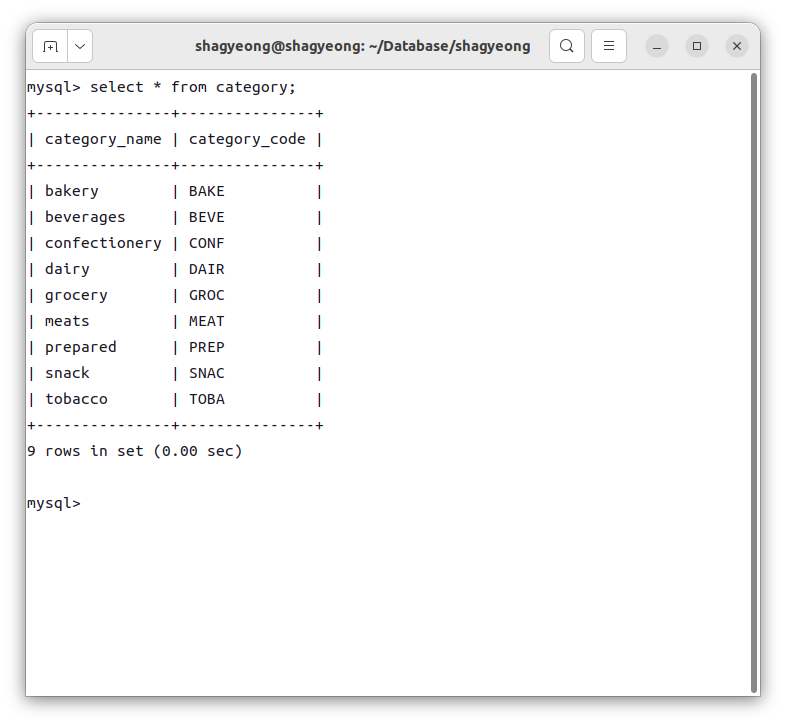 shagyeong@shagyeong: ~/Database/shagyeong
mysql> select * from category;
+---------------+---------------+
| category_name | category_code |
+---------------+---------------+
| bakery        | BAKE          |
| beverages     | BEVE          |
| confectionery | CONF          |
| dairy         | DAIR          |
| grocery       | GROC          |
| meats         | MEAT          |
| prepared      | PREP          |
| snack         | SNAC          |
| tobacco       | TOBA          |
+---------------+---------------+
9 rows in set (0.00 sec)
mysql>